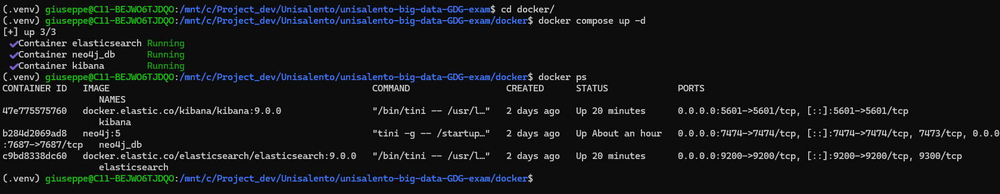 (.venv) giuseppe@C11-BEJWO6TJDQO:/mnt/c/Project_dev/Unisalento/unisalento-big-data-GDG-exam$ cd docker/
(.venv) giuseppe@C11-BEJWO6TJDQO:/mnt/c/Project_dev/Unisalento/unisalento-big-data-GDG-exam/docker$ docker compose up -d
[+] up 3/3
 ✔Container elasticsearch Running
 ✔Container neo4j_db      Running
 ✔Container kibana        Running
(.venv) giuseppe@C11-BEJWO6TJDQO:/mnt/c/Project_dev/Unisalento/unisalento-big-data-GDG-exam/docker$ docker ps
CONTAINER ID   IMAGE                                                 COMMAND                  CREATED      STATUS             PORTS
                  NAMES
47e775575760   docker.elastic.co/kibana/kibana:9.0.0                 "/bin/tini -- /usr/l…"   2 days ago   Up 20 minutes      0.0.0.0:5601->5601/tcp, [::]:5601->5601/tcp
                  kibana
b284d2069ad8   neo4j:5                                               "tini -g -- /startup…"   2 days ago   Up About an hour   0.0.0.0:7474->7474/tcp, [::]:7474->7474/tcp, 7473/tcp, 0.0.0
:7687->7687/tcp   neo4j_db
c9bd8338dc60   docker.elastic.co/elasticsearch/elasticsearch:9.0.0   "/bin/tini -- /usr/l…"   2 days ago   Up 20 minutes      0.0.0.0:9200->9200/tcp, [::]:9200->9200/tcp, 9300/tcp
                  elasticsearch
(.venv) giuseppe@C11-BEJWO6TJDQO:/mnt/c/Project_dev/Unisalento/unisalento-big-data-GDG-exam/docker$